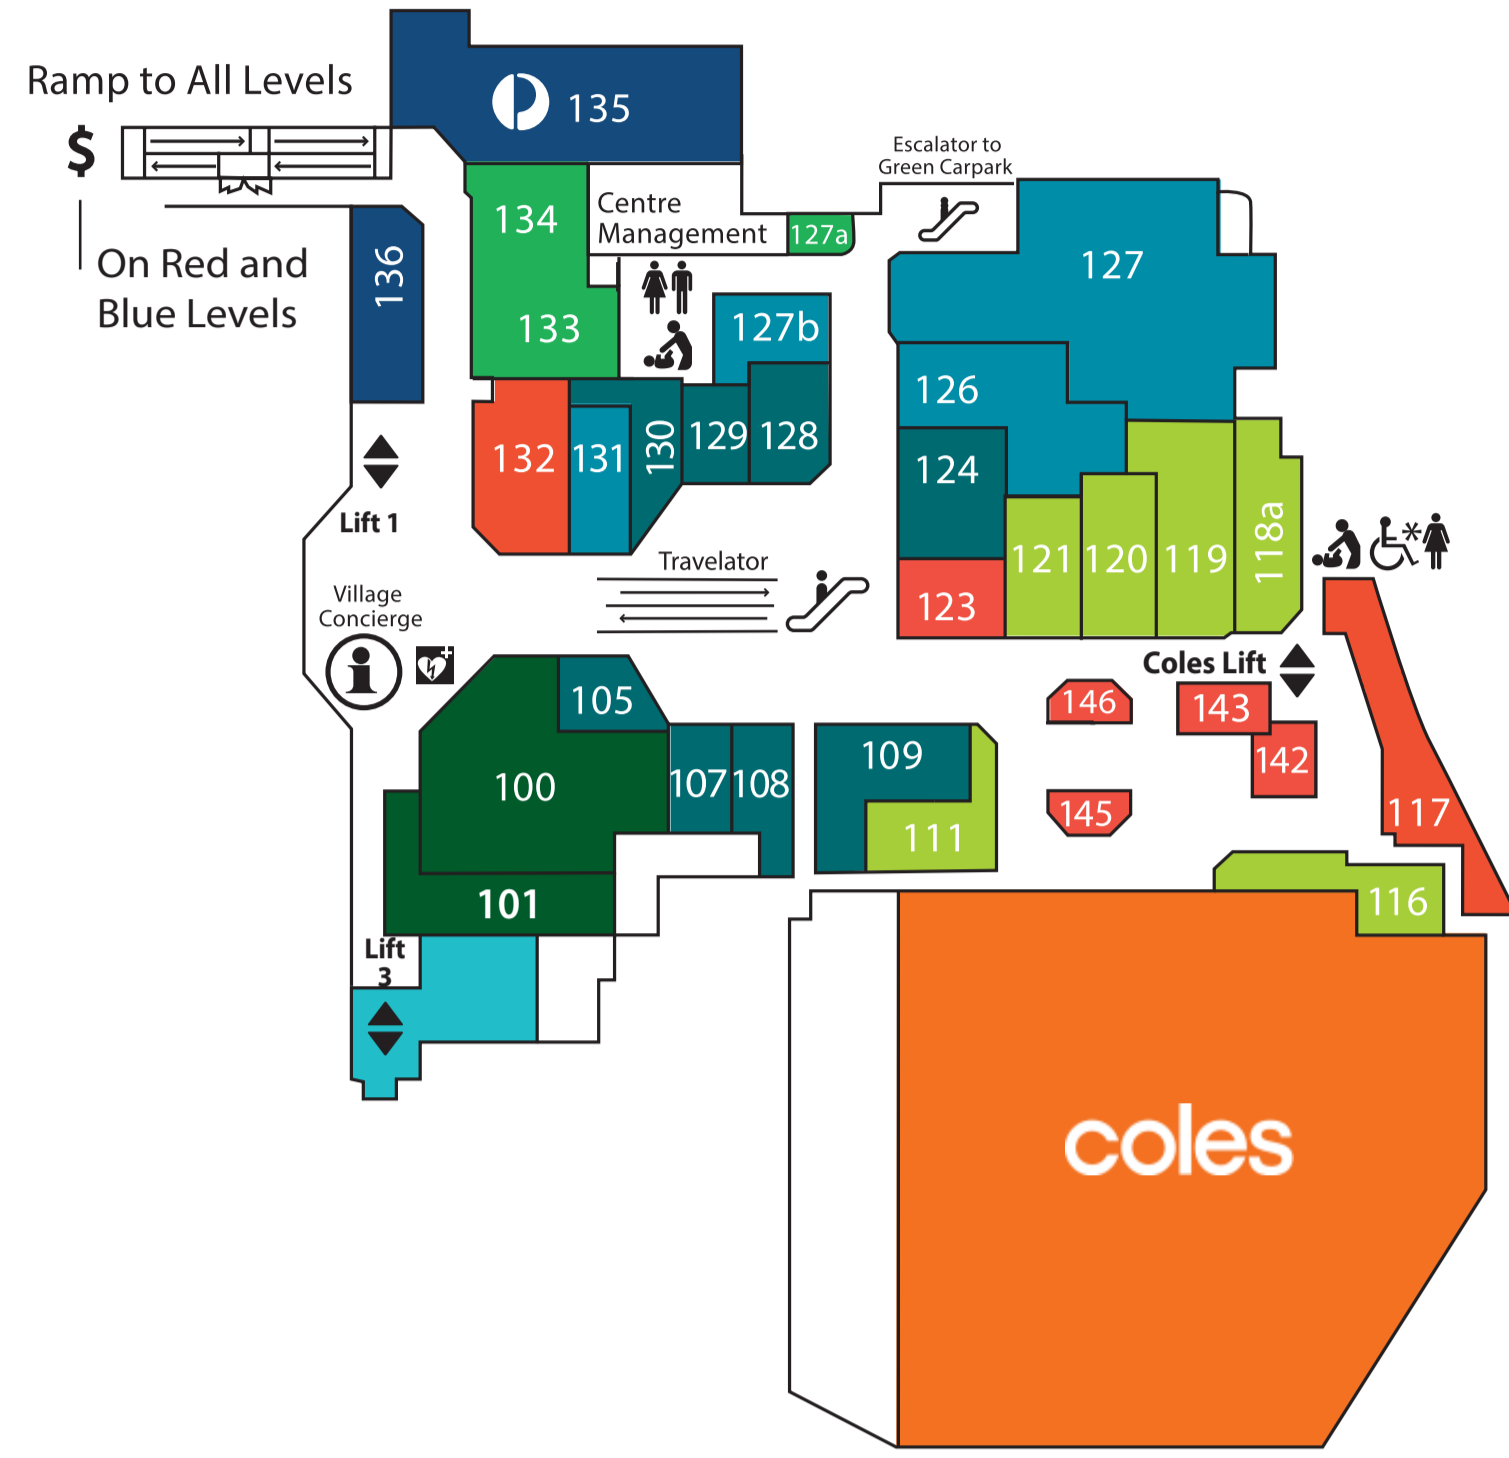 Ramp to All Levels
$
On Red and
Blue Levels
135
Escalator to
Green Carpark
134
Centre
Management
127a
136
127
133
127b
126
132
131
130
129
128
124
Lift 1
121
120
119
118a
Travelator
123
Village
Concierge
i
Coles Lift
105
146
143
142
100
107
108
109
111
145
117
101
116
Lift
3
coles